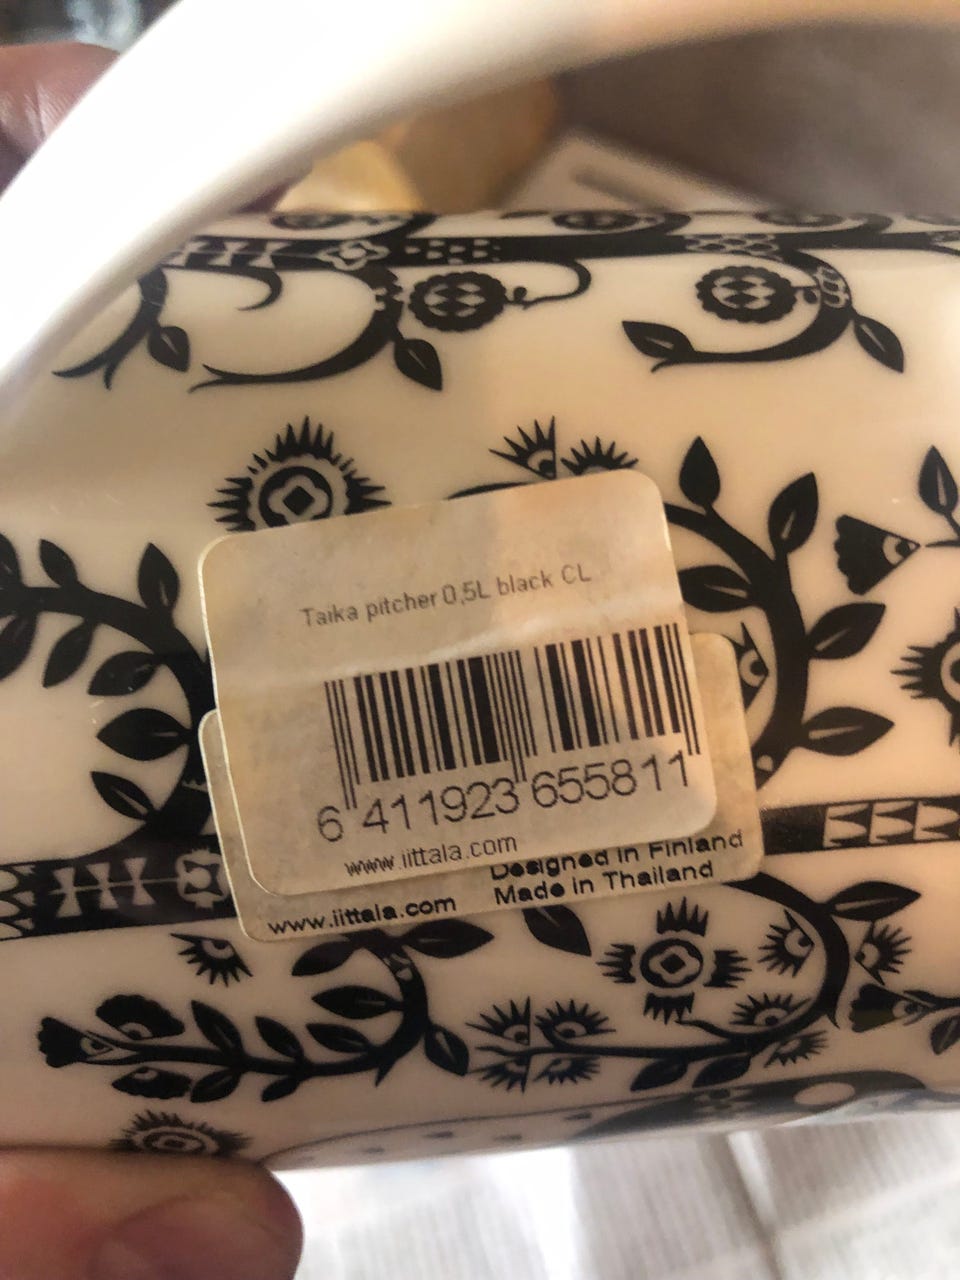 Taika pitcher 0,5L black CL
6 411923 655811
www.iittala.com
Designed in Finland
Made in Thailand
www.iittala.com